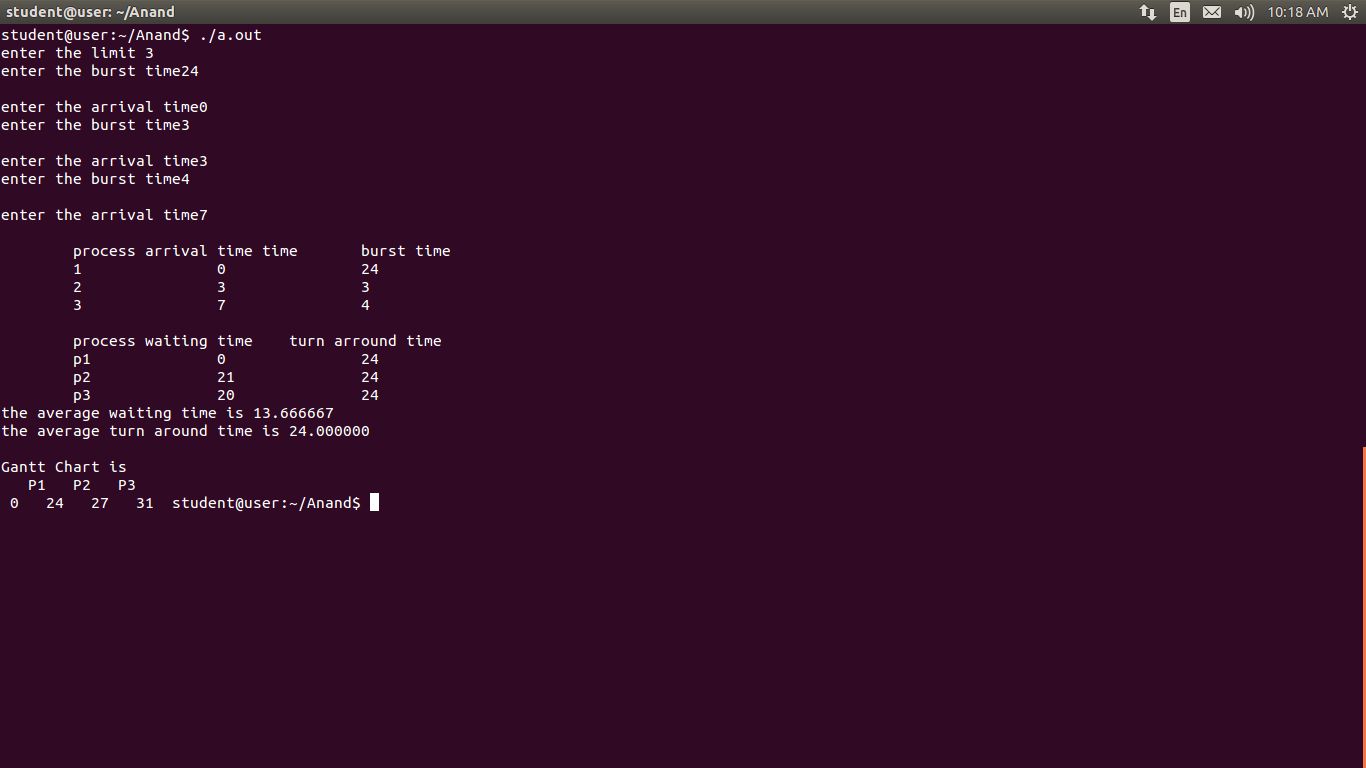 student@user: ~/Anand
En
10:18 AM
student@user:~/Anand$ ./a.out
enter the limit 3
enter the burst time24
enter the arrival time0
enter the burst time3
enter the arrival time3
enter the burst time4
enter the arrival time7
process arrival time time burst time
1 0 24
2 3 3
3 7 4
process waiting time turn arround time
p1 0 24
p2 21 24
p3 20 24
the average waiting time is 13.666667
the average turn around time is 24.000000
Gantt Chart is
P1 P2 P3
0 24 27 31 student@user:~/Anand$